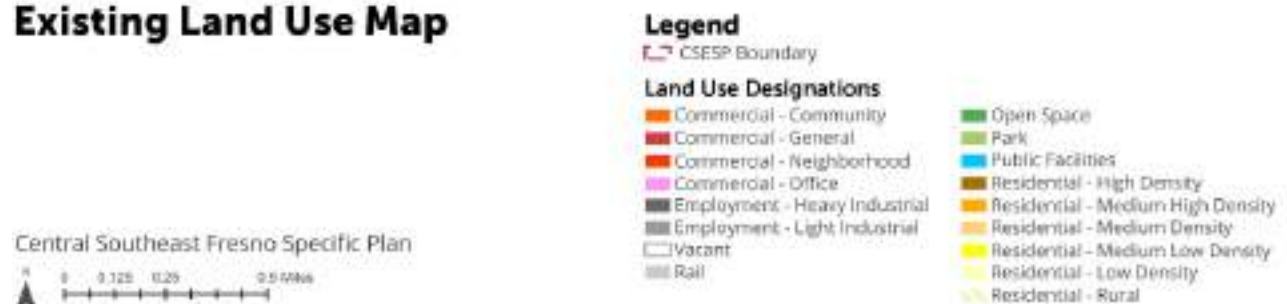 Existing Land Use Map
Central Southeast Fresno Specific Plan
N
0 0.125 0.25 0.5 Miles
Legend
CSESP Boundary
Land Use Designations
Commercial - Community
Commercial - General
Commercial - Neighborhood
Commercial - Office
Employment - Heavy Industrial
Employment - Light Industrial
Vacant
Rail
Open Space
Park
Public Facilities
Residential - High Density
Residential - Medium High Density
Residential - Medium Density
Residential - Medium Low Density
Residential - Low Density
Residential - Rural